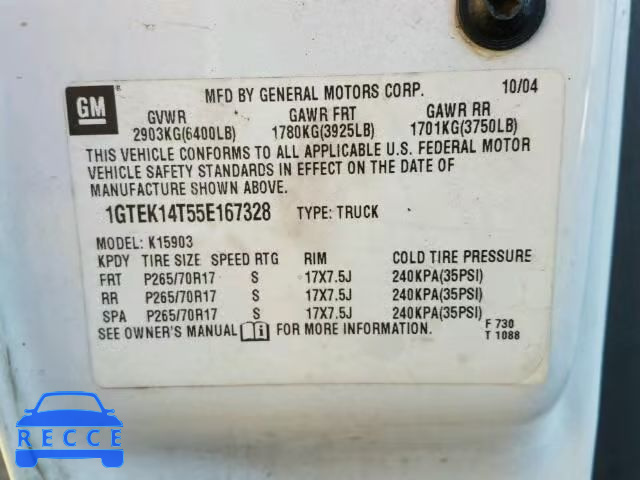 MFD BY GENERAL MOTORS CORP. 10/04
GM ®
GVWR GAWR FRT GAWR RR
2903KG(6400LB) 1780KG(3925LB) 1701KG(3750LB)
THIS VEHICLE CONFORMS TO ALL APPLICABLE U.S. FEDERAL MOTOR
VEHICLE SAFETY STANDARDS IN EFFECT ON THE DATE OF
MANUFACTURE SHOWN ABOVE.
1GTEK14T55E167328 TYPE: TRUCK
MODEL: K15903
KPDY TIRE SIZE SPEED RTG RIM COLD TIRE PRESSURE
FRT P265/70R17 S 17X7.5J 240KPA(35PSI)
RR P265/70R17 S 17X7.5J 240KPA(35PSI)
SPA P265/70R17 S 17X7.5J 240KPA(35PSI)
SEE OWNER'S MANUAL FOR MORE INFORMATION.
F 730
T 1088
RECCE